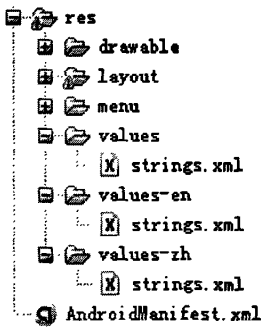 res
drawable
layout
menu
values
strings.xml
values-en
strings.xml
values-zh
strings.xml
AndroidManifest.xml